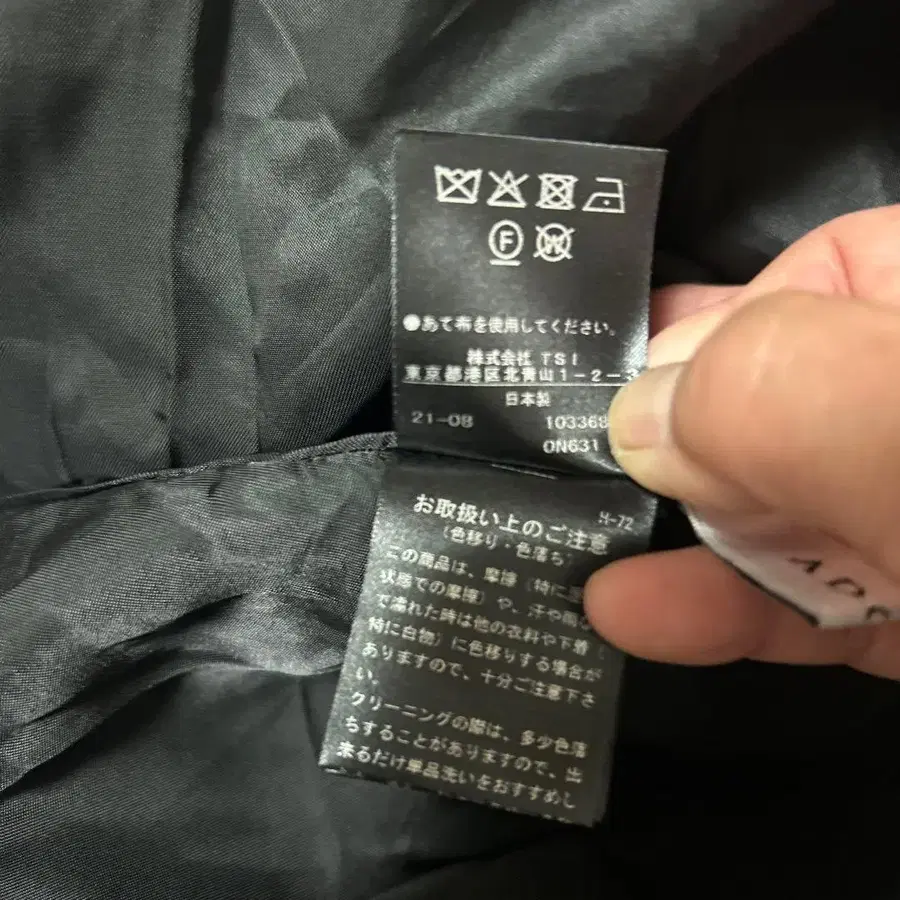 F W
●あて布を使用してください。
株式会社 TSI
東京都港区北青山1-2-3
日本製
21-08 103368
ON631
H-72
お取扱い上のご注意
(色移り・色落ち)
この商品は、摩擦(特に
状態での摩擦)や、汗や雨
で濡れた時は他の衣料や下着(
特に白物)に色移りする場合が
ありますので、十分ご注意下さ
い。
クリーニングの際は、多少色落
ちすることがありますので、出
来るだけ単品洗いをおすすめし